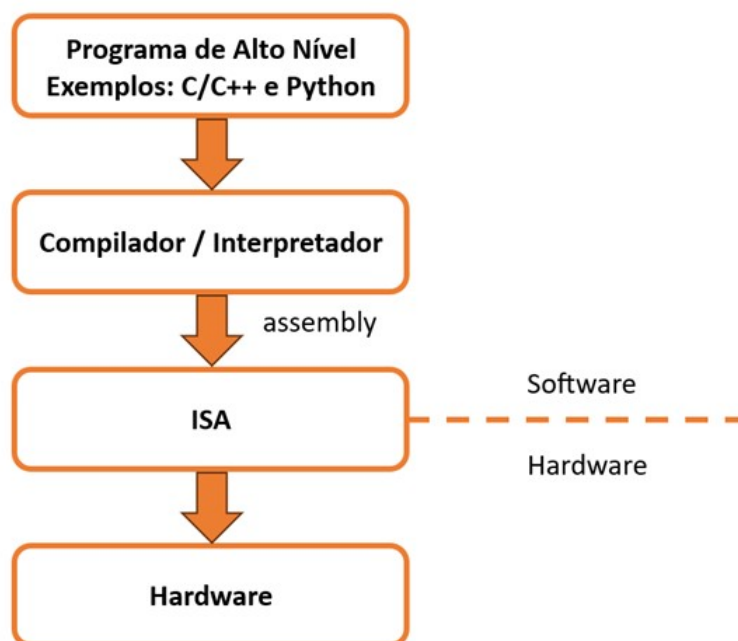 Programa de Alto Nível
Exemplos: C/C++ e Python
Compilador / Interpretador
assembly
ISA
Software
Hardware
Hardware